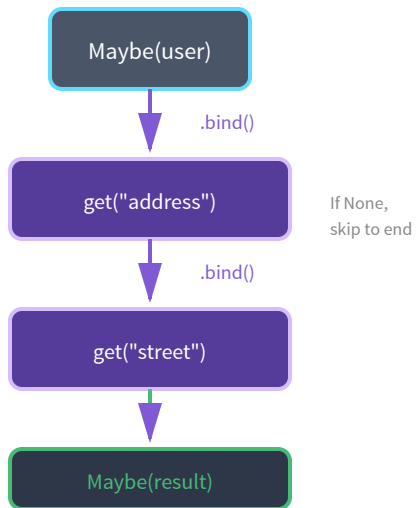 Maybe(user)
.bind()
get("address")
If None,
skip to end
.bind()
get("street")
Maybe(result)